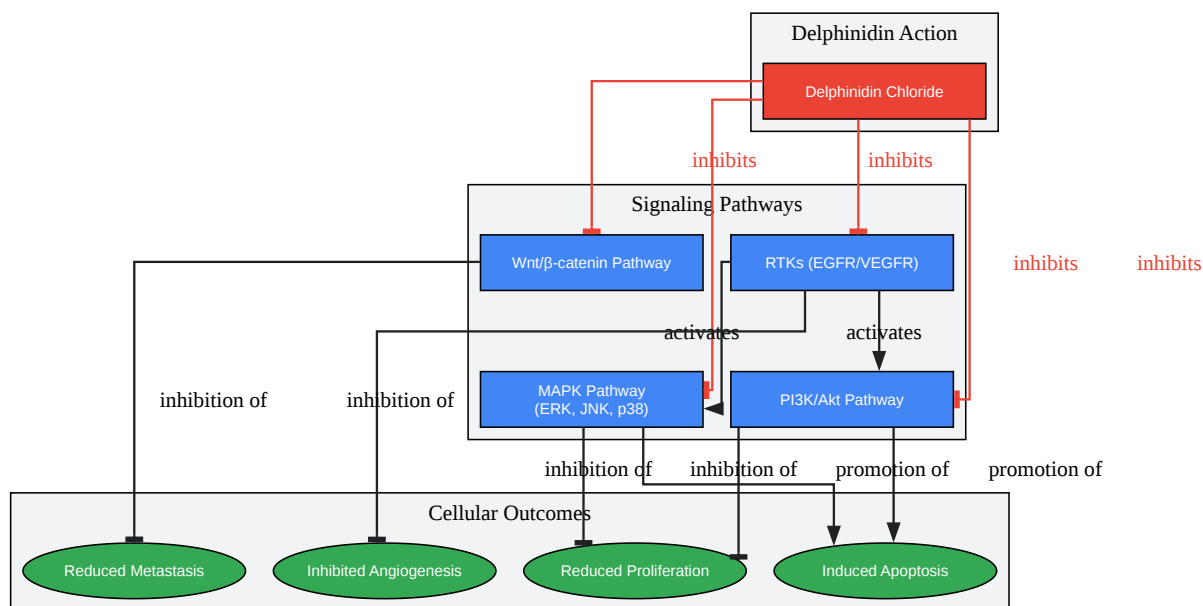 Delphinidin Action
Delphinidin Chloride
inhibits
inhibits
Signaling Pathways
Wnt/β-catenin Pathway
RTKs (EGFR/VEGFR)
inhibits
inhibits
activates
activates
MAPK Pathway
(ERK, JNK, p38)
PI3K/Akt Pathway
inhibition of
inhibition of
inhibition of
inhibition of
promotion of
promotion of
Cellular Outcomes
Reduced Metastasis
Inhibited Angiogenesis
Reduced Proliferation
Induced Apoptosis